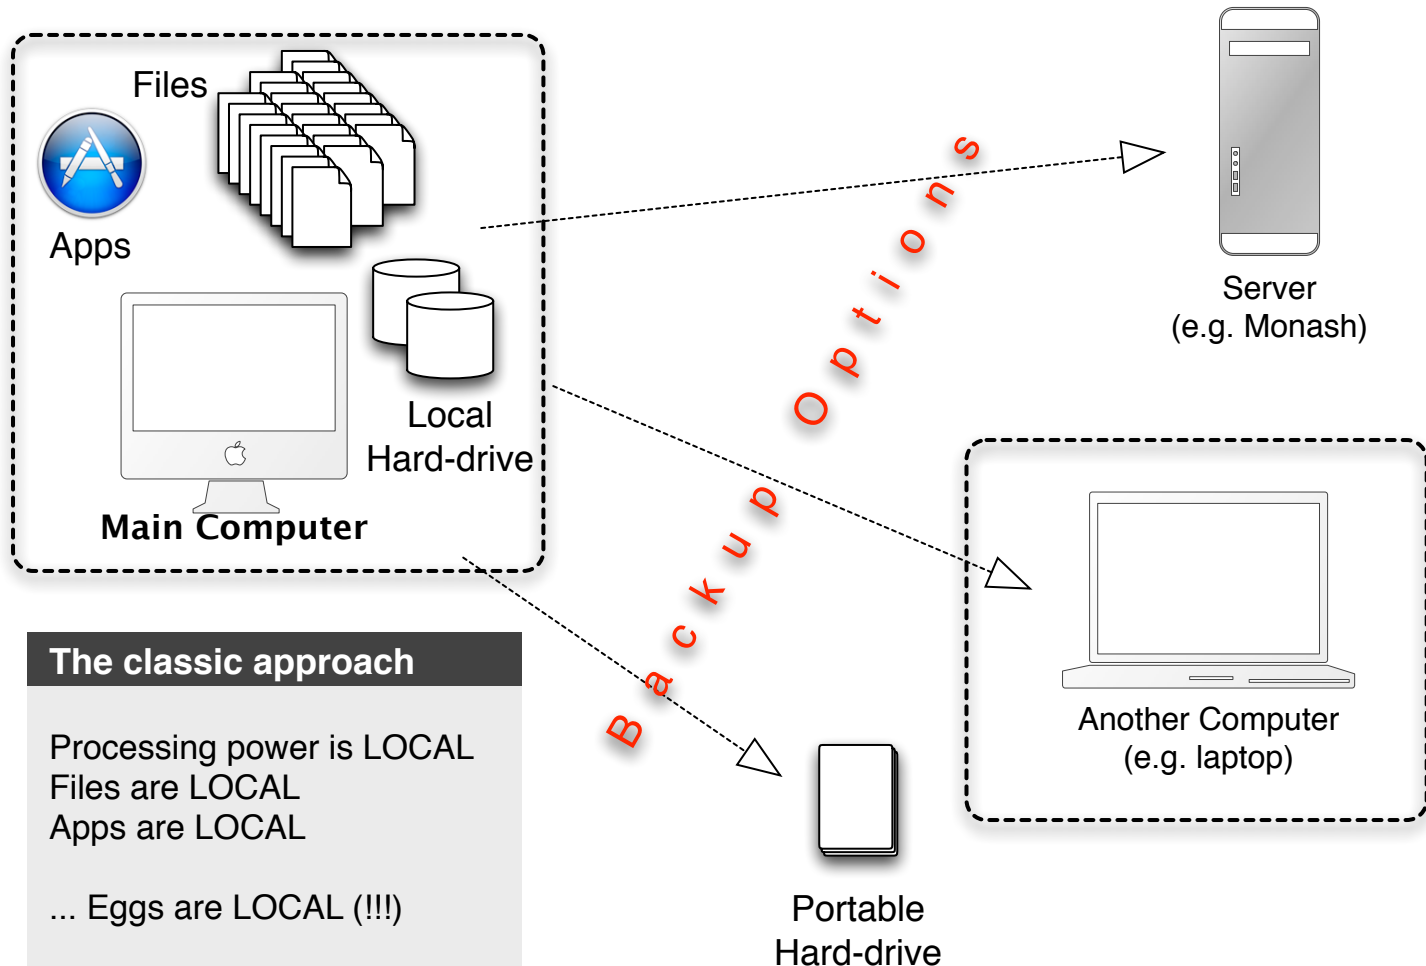 Files
Apps
Local
Hard-drive
Main Computer
Backup Options
Server
(e.g. Monash)
Another Computer
(e.g. laptop)
Portable
Hard-drive
The classic approach
Processing power is LOCAL
Files are LOCAL
Apps are LOCAL
... Eggs are LOCAL (!!!)